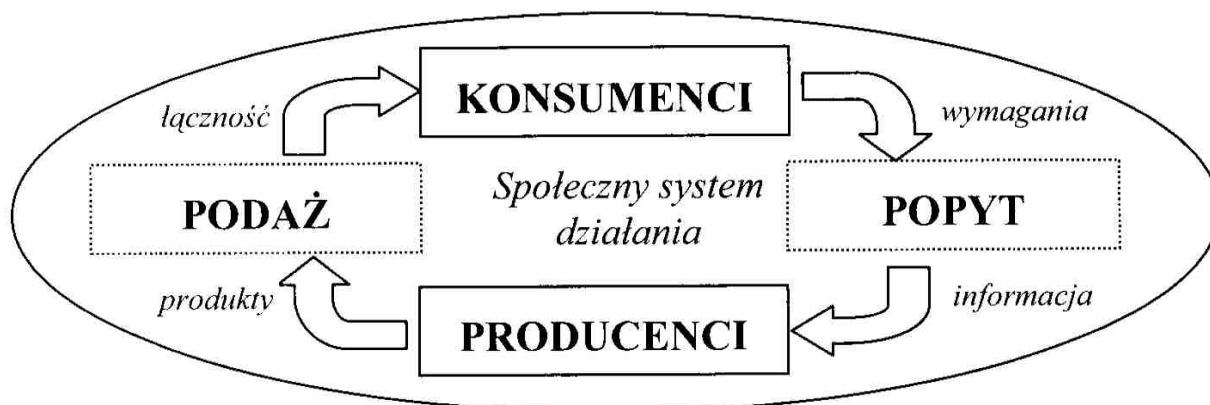 KONSUMENCI
łączność
wymagania
PODAŻ
Społeczny system
działania
POPYT
produkty
informacja
PRODUCENCI